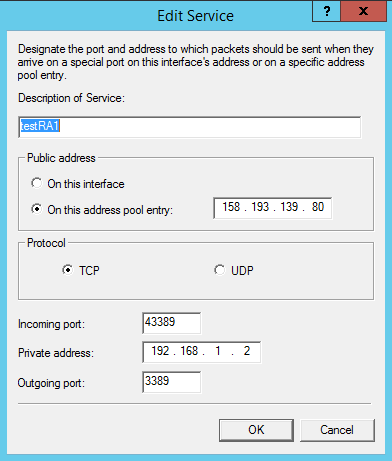 Edit Service
? x
Designate the port and address to which packets should be sent when they
arrive on a special port on this interface's address or on a specific address
pool entry.
Description of Service:
testRA1
Public address
On this interface
On this address pool entry: 158 . 193 . 139 . 80
Protocol
TCP UDP
Incoming port: 43389
Private address: 192 . 168 . 1 . 2
Outgoing port: 3389
OK Cancel